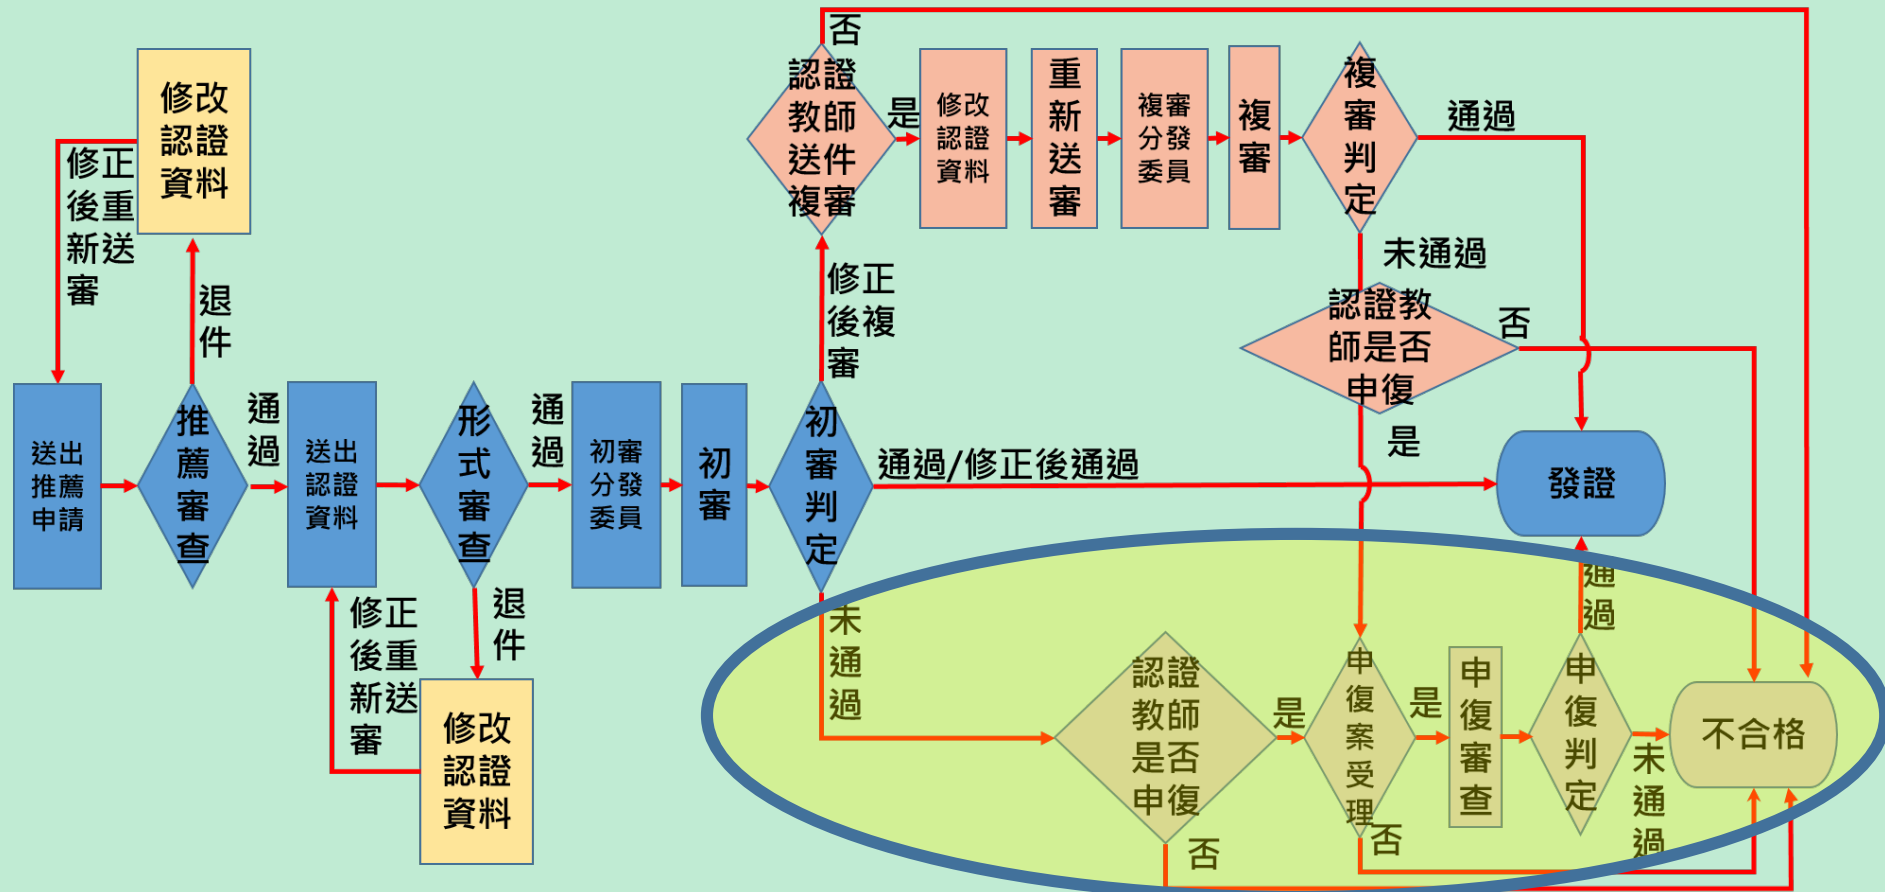 否
修改
認證
資料
修正
後重
新送
審
退
件
送出
推薦
申請
推
薦
審
查
通
過
送出
認證
資料
形
式
審
查
通
過
退
件
修正
後重
新送
審
修改
認證
資料
初審
分發
委員
初
審
初
審
判
定
修正
後複
審
認證
教師
送件
複審
是
修改
認證
資料
重
新
送
審
複審
分發
委員
複
審
複
審
判
定
通過
未通過
認證教
師是否
申復
否
是
通過/修正後通過
發證
未
通
過
認證
教師
是否
申復
是
否
申
復
案
受
理
是
否
申
復
審
查
申
復
判
定
通
過
未
通
過
不合格